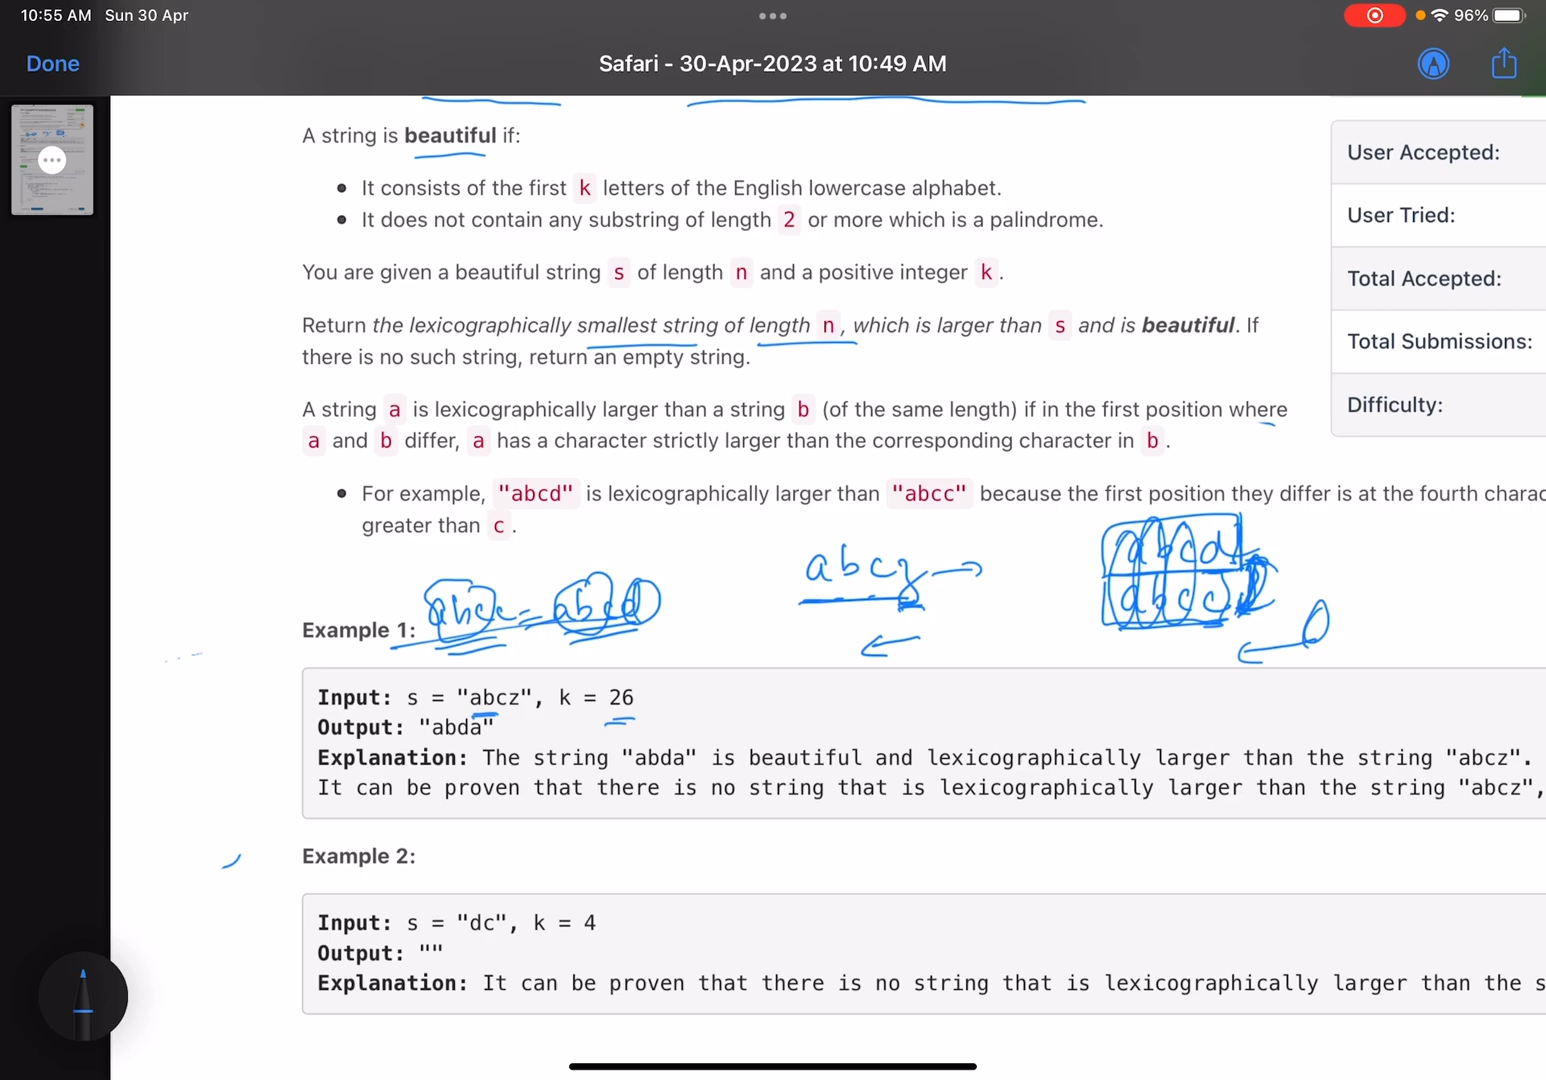 10:55 AM Sun 30 Apr
96%
Done
Safari - 30-Apr-2023 at 10:49 AM
A string is beautiful if:
• It consists of the first k letters of the English lowercase alphabet.
• It does not contain any substring of length 2 or more which is a palindrome.
You are given a beautiful string s of length n and a positive integer k.
Return the lexicographically smallest string of length n, which is larger than s and is beautiful. If
there is no such string, return an empty string.
A string a is lexicographically larger than a string b (of the same length) if in the first position where
a and b differ, a has a character strictly larger than the corresponding character in b.
• For example, "abcd" is lexicographically larger than "abcc" because the first position they differ is at the fourth charac
greater than c.
User Accepted:
User Tried:
Total Accepted:
Total Submissions:
Difficulty:
abcc = abcd
abcz
abcd
abcc
Example 1:
Input: s = "abcz", k = 26
Output: "abda"
Explanation: The string "abda" is beautiful and lexicographically larger than the string "abcz".
It can be proven that there is no string that is lexicographically larger than the string "abcz",
Example 2:
Input: s = "dc", k = 4
Output: ""
Explanation: It can be proven that there is no string that is lexicographically larger than the s